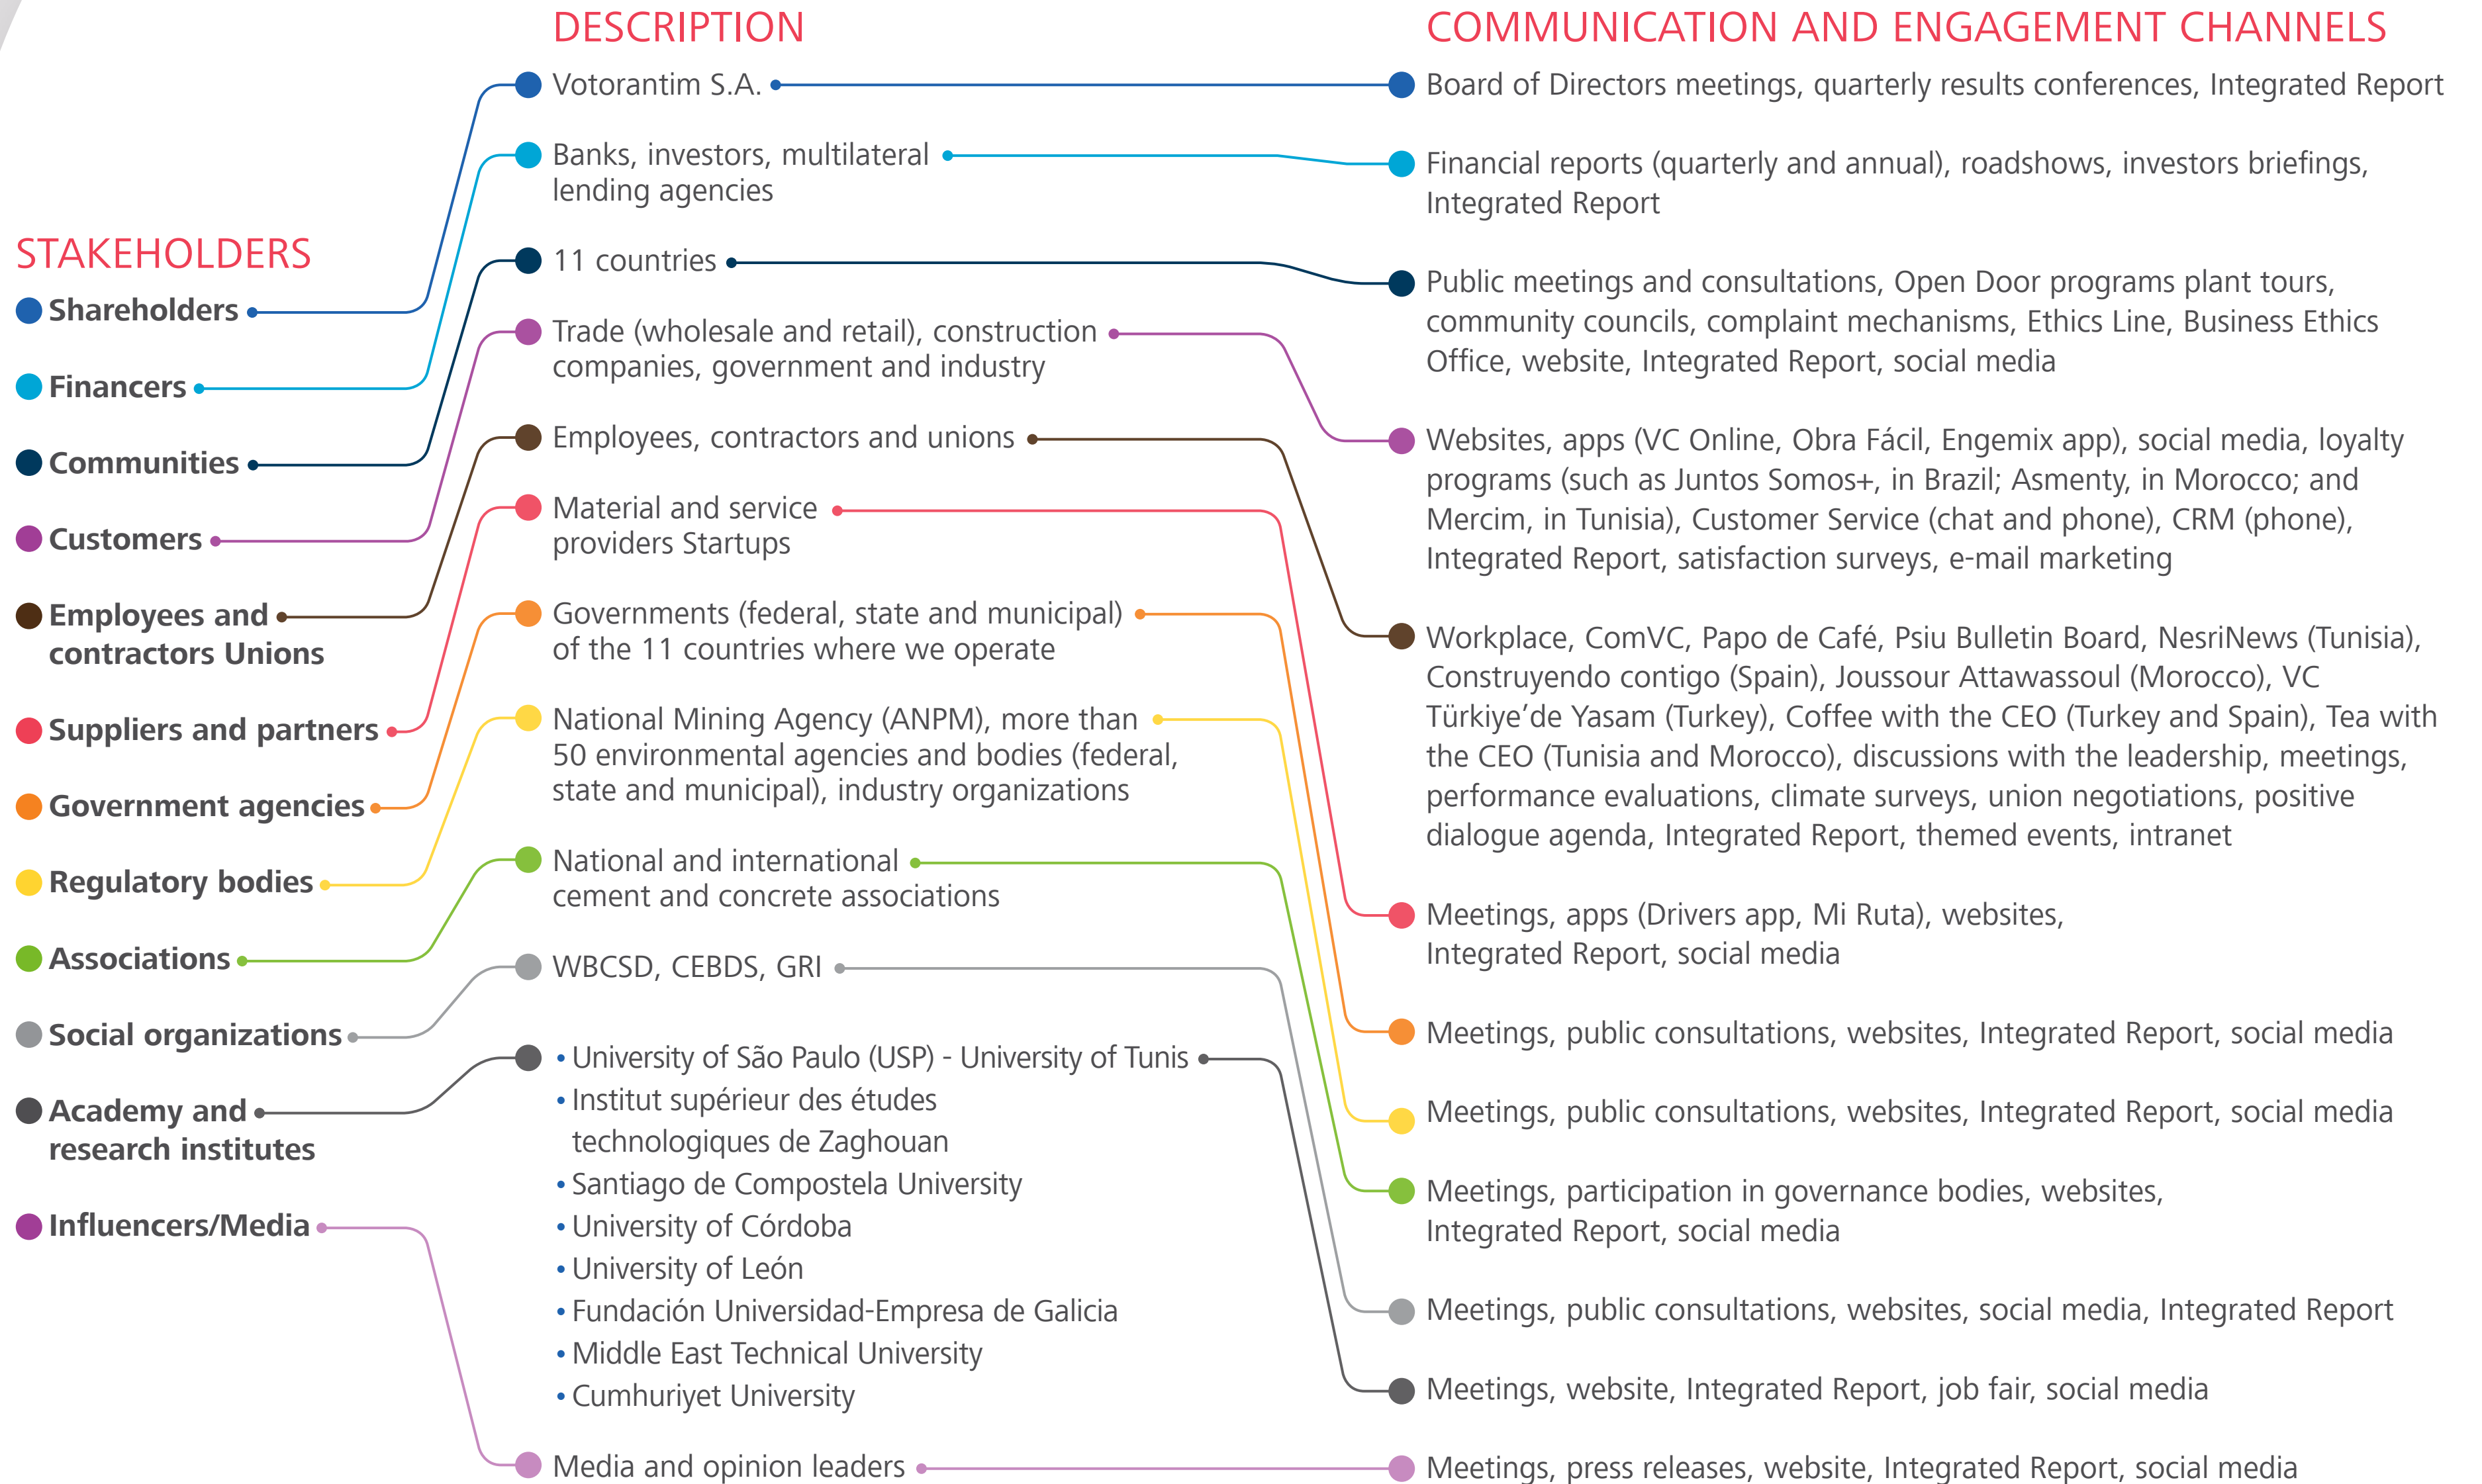 STAKEHOLDERS
Shareholders
Financers
Communities
Customers
Employees and
contractors Unions
Suppliers and partners
Government agencies
Regulatory bodies
Associations
Social organizations
Academy and
research institutes
Influencers/Media
DESCRIPTION
Votorantim S.A.
Banks, investors, multilateral
lending agencies
11 countries
Trade (wholesale and retail), construction
companies, government and industry
Employees, contractors and unions
Material and service
providers Startups
Governments (federal, state and municipal)
of the 11 countries where we operate
National Mining Agency (ANPM), more than
50 environmental agencies and bodies (federal,
state and municipal), industry organizations
National and international
cement and concrete associations
WBCSD, CEBDS, GRI
• University of São Paulo (USP) - University of Tunis
• Institut supérieur des études
technologiques de Zaghouan
• Santiago de Compostela University
• University of Córdoba
• University of León
• Fundación Universidad-Empresa de Galicia
• Middle East Technical University
• Cumhuriyet University
Media and opinion leaders
COMMUNICATION AND ENGAGEMENT CHANNELS
Board of Directors meetings, quarterly results conferences, Integrated Report
Financial reports (quarterly and annual), roadshows, investors briefings,
Integrated Report
Public meetings and consultations, Open Door programs plant tours,
community councils, complaint mechanisms, Ethics Line, Business Ethics
Office, website, Integrated Report, social media
Websites, apps (VC Online, Obra Fácil, Engemix app), social media, loyalty
programs (such as Juntos Somos+, in Brazil; Asmenty, in Morocco; and
Mercim, in Tunisia), Customer Service (chat and phone), CRM (phone),
Integrated Report, satisfaction surveys, e-mail marketing
Workplace, ComVC, Papo de Café, Psiu Bulletin Board, NesriNews (Tunisia),
Construyendo contigo (Spain), Joussour Attawassoul (Morocco), VC
Türkiye’de Yasam (Turkey), Coffee with the CEO (Turkey and Spain), Tea with
the CEO (Tunisia and Morocco), discussions with the leadership, meetings,
performance evaluations, climate surveys, union negotiations, positive
dialogue agenda, Integrated Report, themed events, intranet
Meetings, apps (Drivers app, Mi Ruta), websites,
Integrated Report, social media
Meetings, public consultations, websites, Integrated Report, social media
Meetings, public consultations, websites, Integrated Report, social media
Meetings, participation in governance bodies, websites,
Integrated Report, social media
Meetings, public consultations, websites, social media, Integrated Report
Meetings, website, Integrated Report, job fair, social media
Meetings, press releases, website, Integrated Report, social media